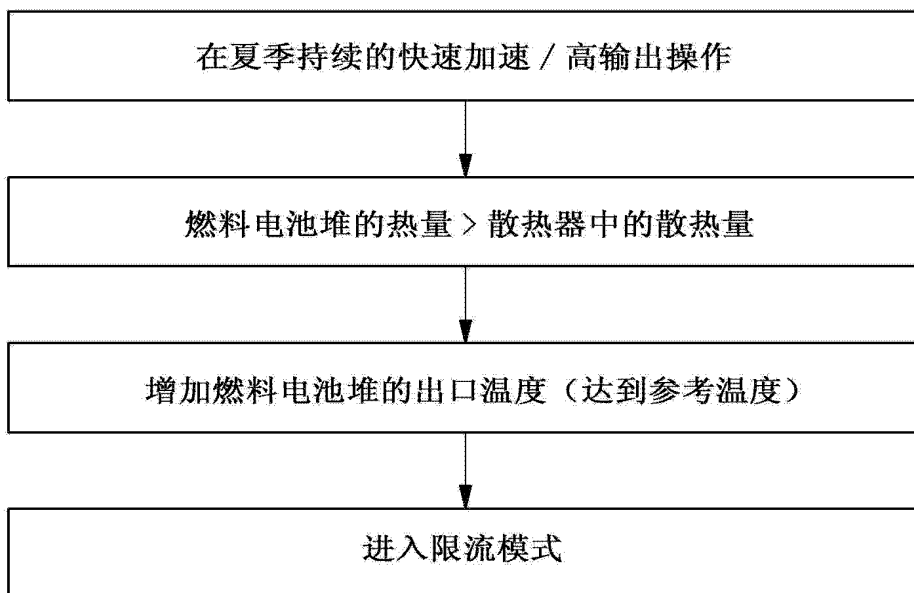 在夏季持续的快速加速 / 高输出操作
燃料电池堆的热量 > 散热器中的散热量
增加燃料电池堆的出口温度（达到参考温度）
进入限流模式